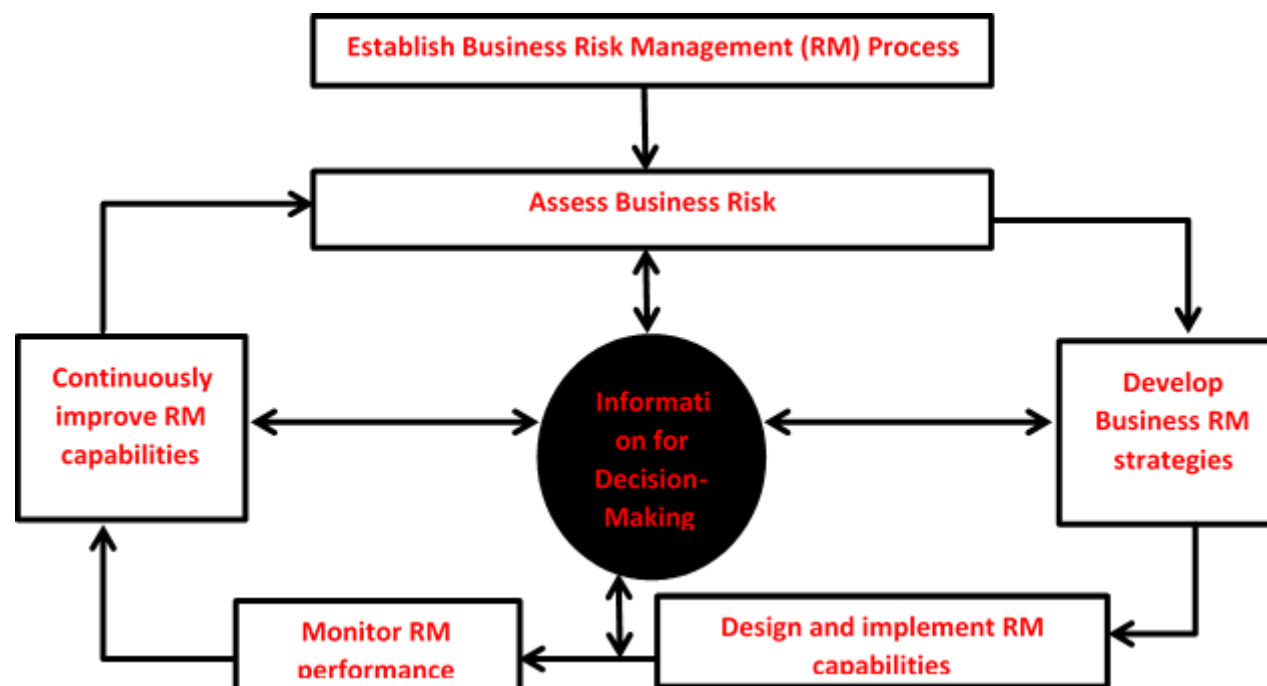 Establish Business Risk Management (RM) Process
Assess Business Risk
Continuously
improve RM
capabilities
Informati
on for
Decision-
Making
Develop
Business RM
strategies
Monitor RM
performance
Design and implement RM
capabilities